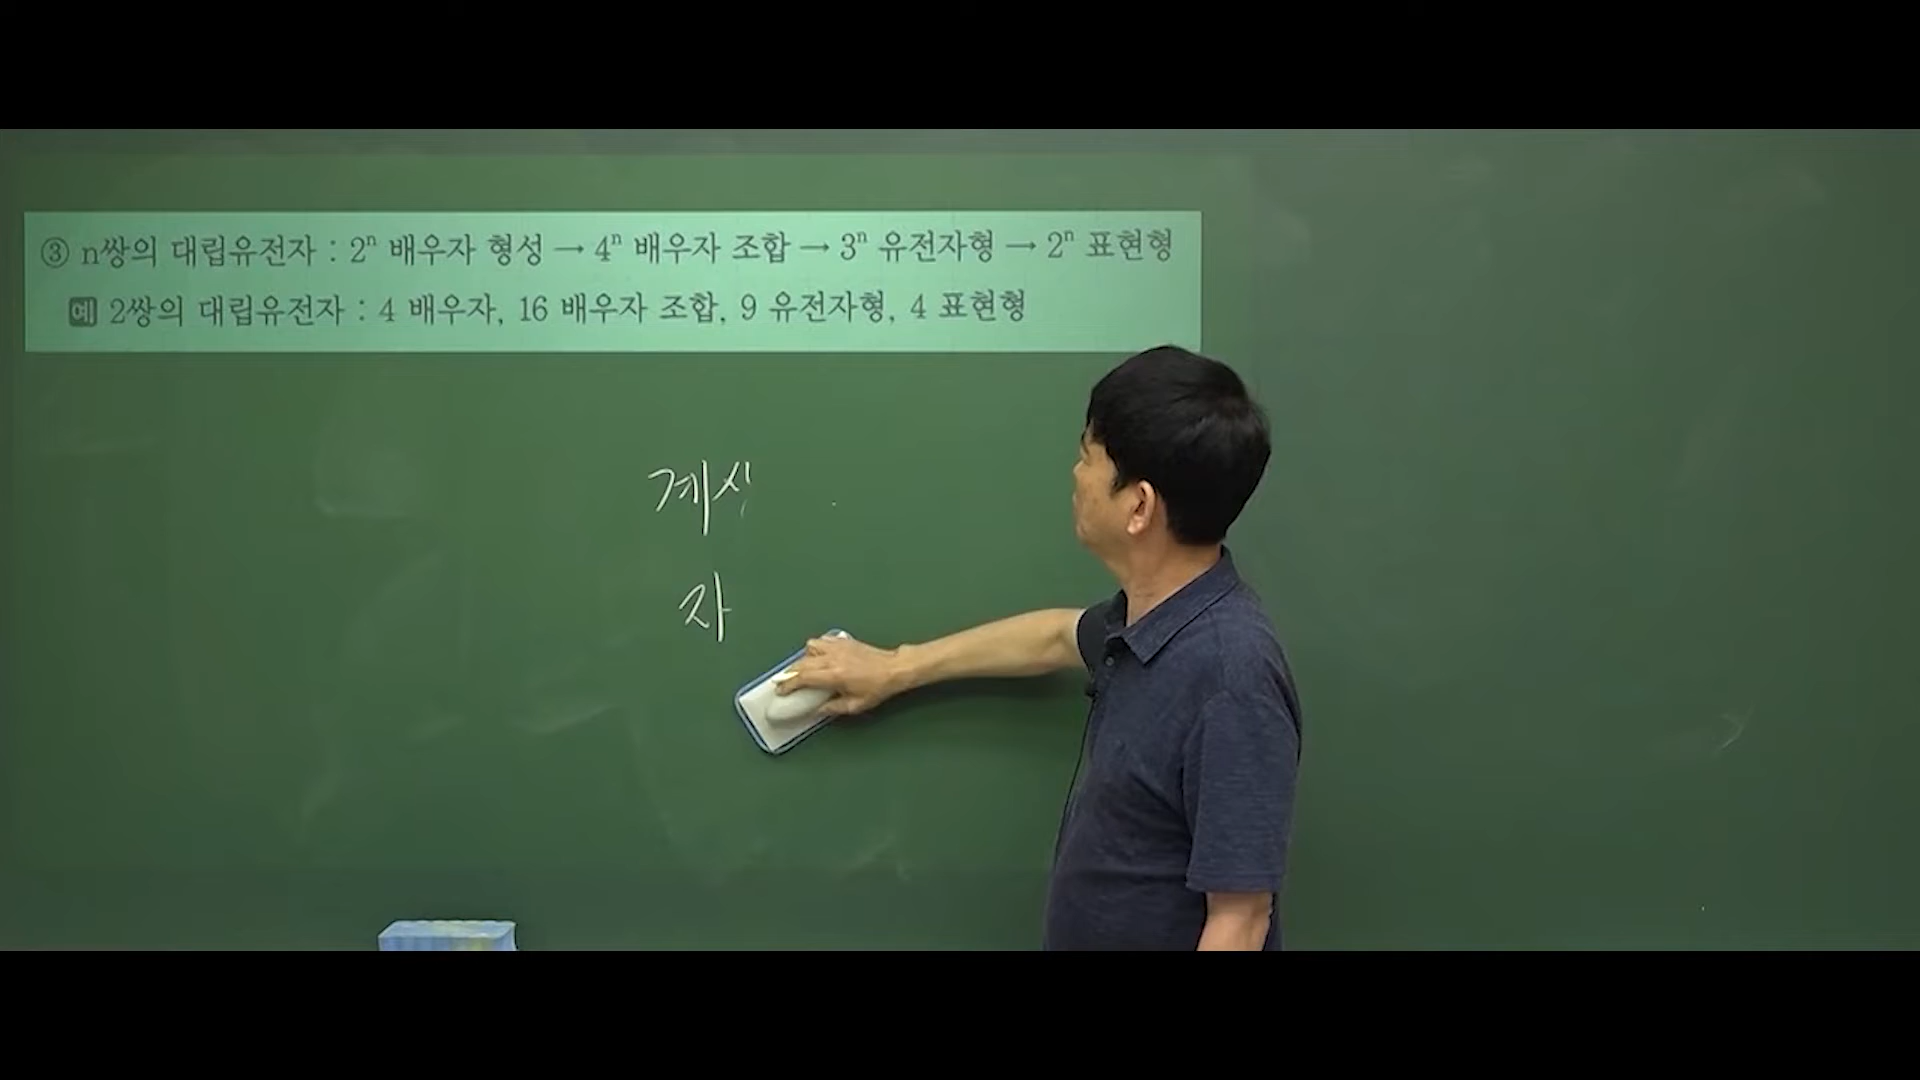 ③ n쌍의 대립유전자 : 2ⁿ 배우자 형성 → 4ⁿ 배우자 조합 → 3ⁿ 유전자형 → 2ⁿ 표현형
예 2쌍의 대립유전자 : 4 배우자, 16 배우자 조합, 9 유전자형, 4 표현형
자